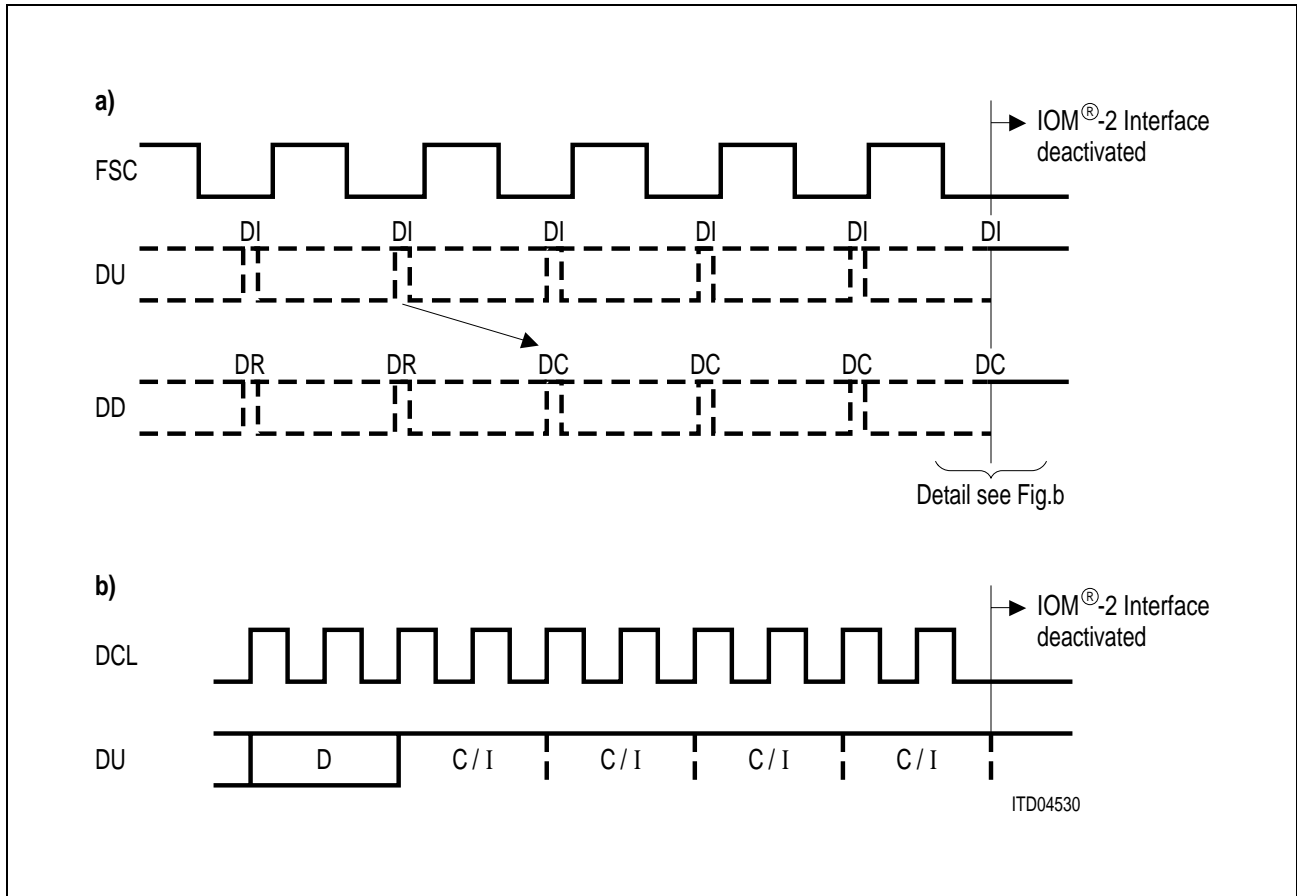 a)
IOM®-2 Interface
deactivated
FSC
DI DI DI DI DI DI
DU
DR DR DC DC DC DC
DD
Detail see Fig.b
b)
IOM®-2 Interface
deactivated
DCL
DU D C / I C / I C / I C / I
ITD04530